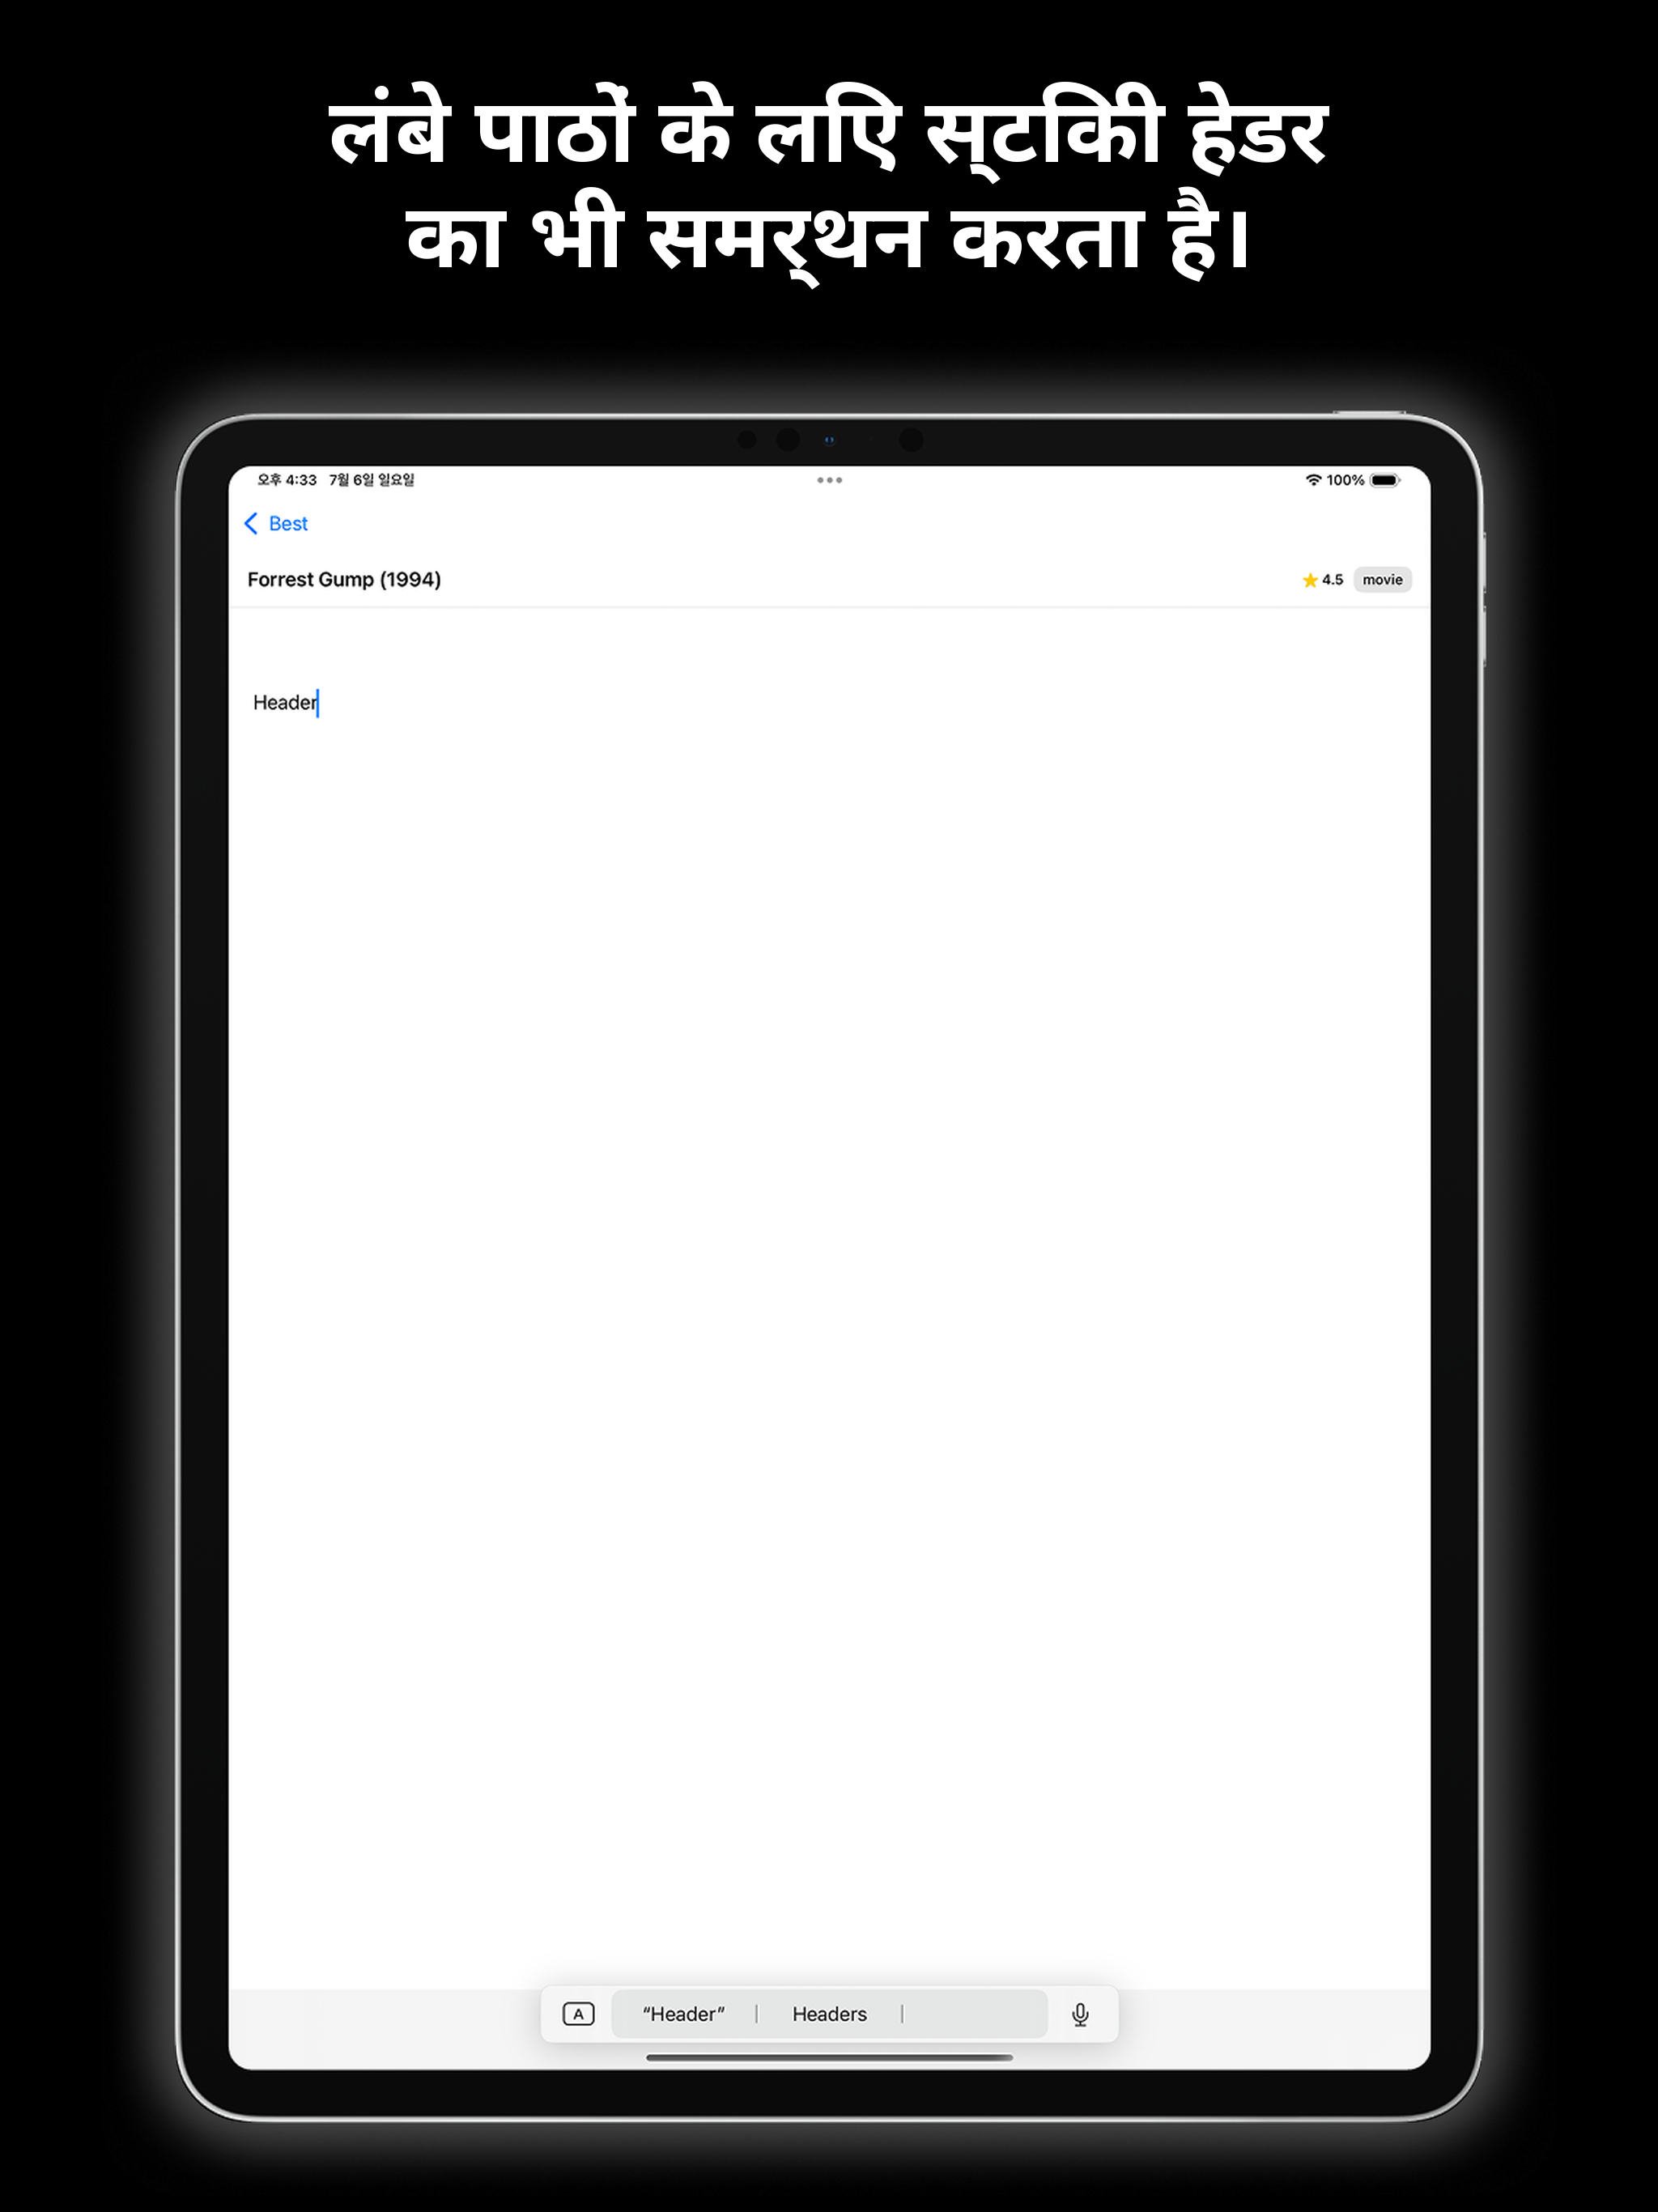 लंबे पाठों के लिए स्टिकी हेडर
का भी समर्थन करता है।
오후 4:33 7월 6일 일요일
100%
Best
Forrest Gump (1994)
4.5 movie
Header
A “Header” Headers